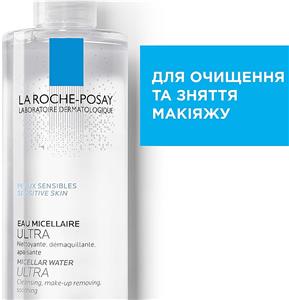 LA ROCHE-POSAY
LABORATOIRE DERMATOLOGIQUE
PEAUX SENSIBLES
SENSITIVE SKIN
EAU MICELLAIRE
ULTRA
Nettoyante, démaquillante,
apaisante
MICELLAR WATER
ULTRA
Cleansing, make-up removing,
soothing
ДЛЯ ОЧИЩЕННЯ
ТА ЗНЯТТЯ
МАКІЯЖУ